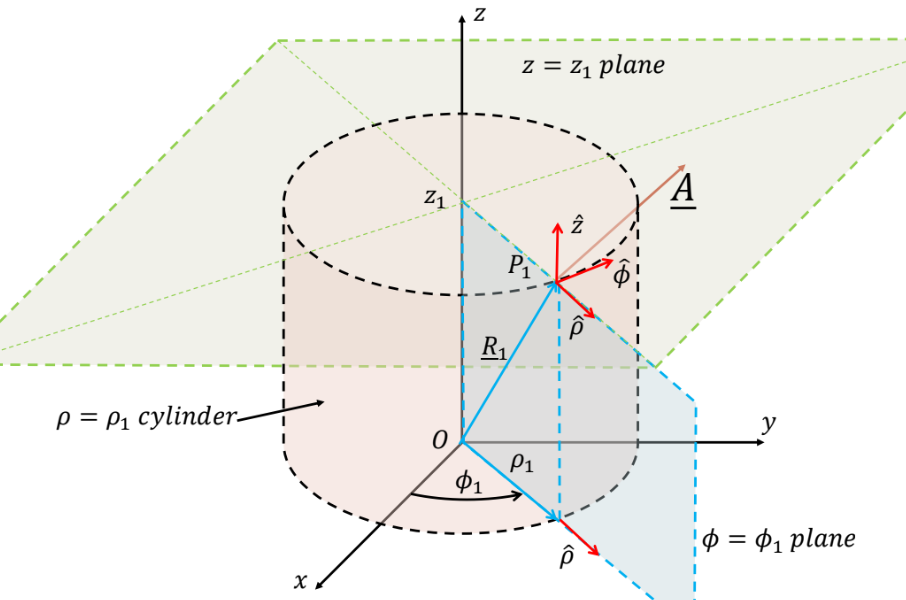 z
z = z₁ plane
z₁
A
ẑ
P₁
ϕ̂
ρ̂
R₁
ρ = ρ₁ cylinder
O
y
ρ₁
ϕ₁
ϕ = ϕ₁ plane
ρ̂
x